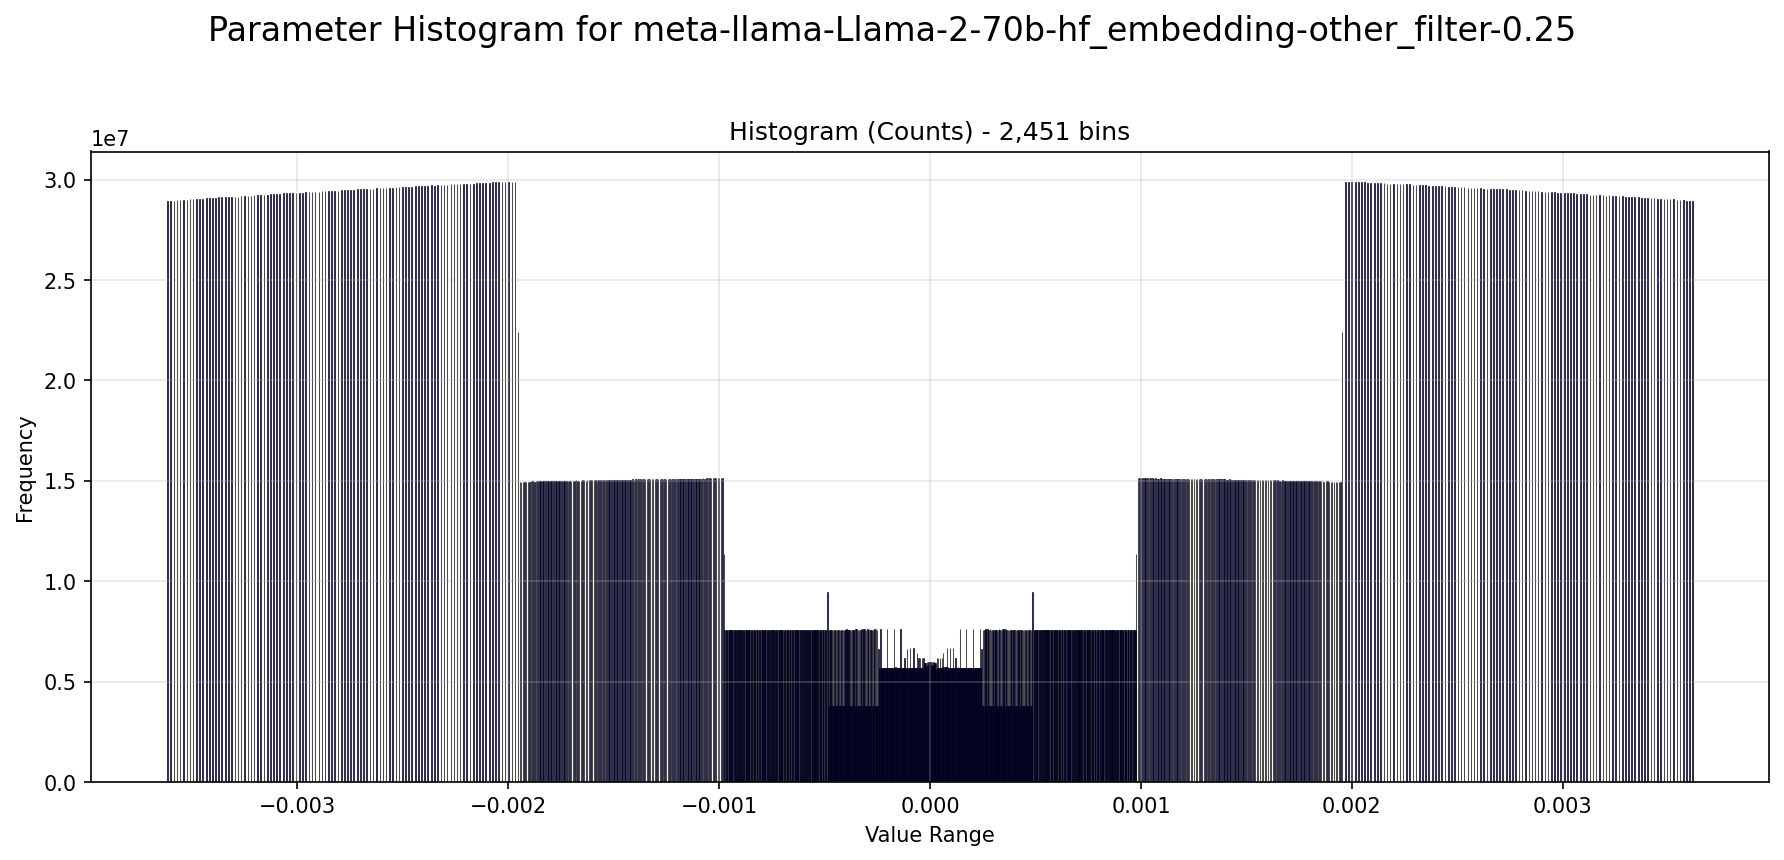 Parameter Histogram for meta-llama-Llama-2-70b-hf_embedding-other_filter-0.25
Histogram (Counts) - 2,451 bins
1e7
3.0
2.5
2.0
1.5
1.0
0.5
0.0
Frequency
−0.003 −0.002 −0.001 0.000 0.001 0.002 0.003
Value Range